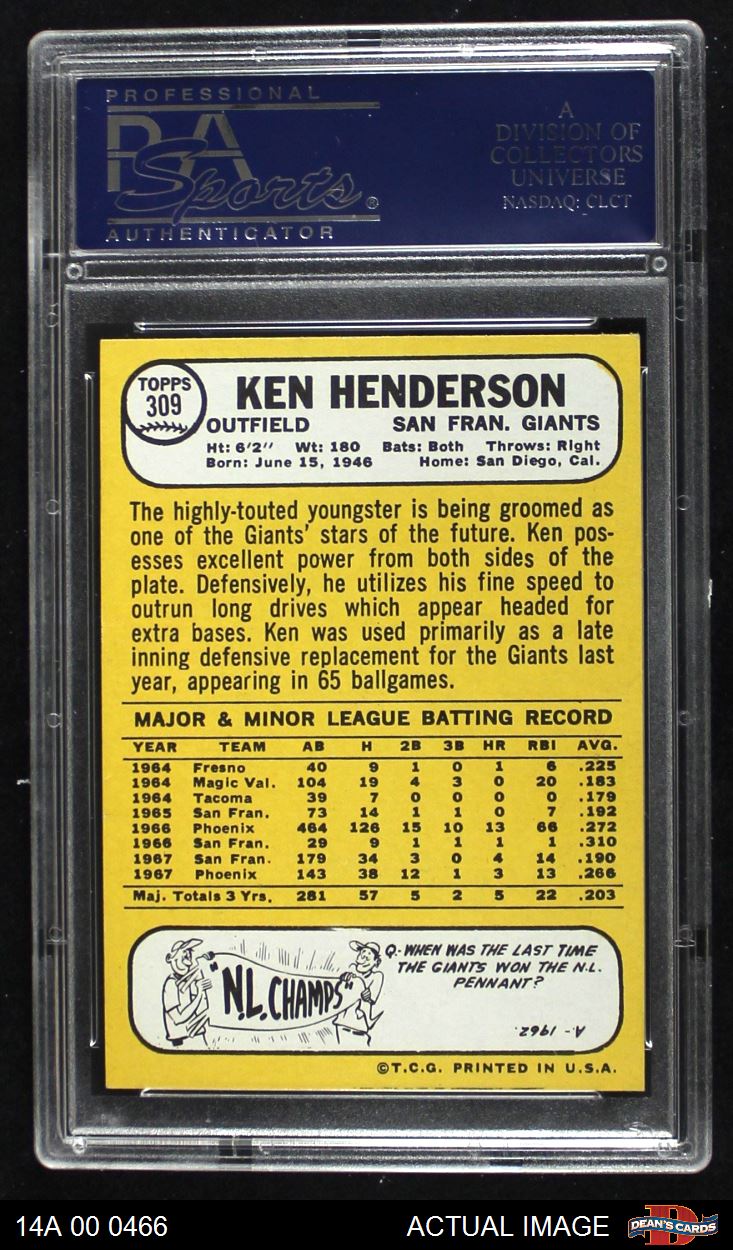 PROFESSIONAL
PSA
Sports®
AUTHENTICATOR
A
DIVISION OF
COLLECTORS
UNIVERSE
NASDAQ: CLCT
TOPPS
309
KEN HENDERSON
OUTFIELD SAN FRAN. GIANTS
Ht: 6'2" Wt: 180 Bats: Both Throws: Right
Born: June 15, 1946 Home: San Diego, Cal.
The highly-touted youngster is being groomed as
one of the Giants' stars of the future. Ken pos-
esses excellent power from both sides of the
plate. Defensively, he utilizes his fine speed to
outrun long drives which appear headed for
extra bases. Ken was used primarily as a late
inning defensive replacement for the Giants last
year, appearing in 65 ballgames.
MAJOR & MINOR LEAGUE BATTING RECORD
YEAR TEAM AB H 2B 3B HR RBI AVG.
1964 Fresno 40 9 1 0 1 6 .225
1964 Magic Val. 104 19 4 3 0 20 .183
1964 Tacoma 39 7 0 0 0 0 .179
1965 San Fran. 73 14 1 1 0 7 .192
1966 Phoenix 464 126 15 10 13 66 .272
1966 San Fran. 29 9 1 1 1 1 .310
1967 San Fran. 179 34 3 0 4 14 .190
1967 Phoenix 143 38 12 1 3 13 .266
Maj. Totals 3 Yrs. 281 57 5 2 5 22 .203
"N.L. CHAMPS"
Q.-WHEN WAS THE LAST TIME
THE GIANTS WON THE N.L.
PENNANT?
A-1962.
©T.C.G. PRINTED IN U.S.A.
14A 00 0466 ACTUAL IMAGE DEAN'S CARDS